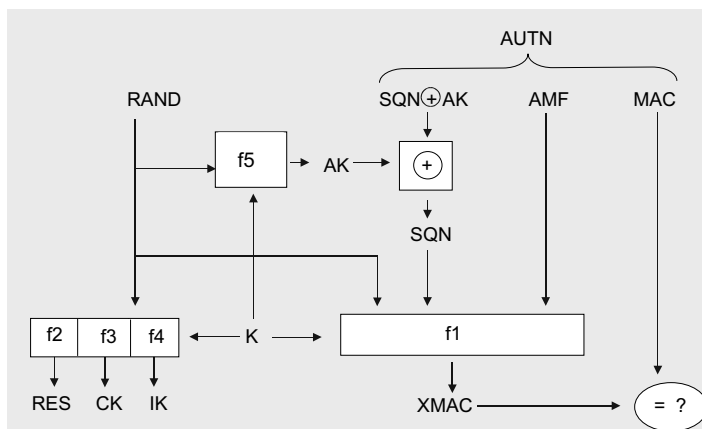 AUTN
RAND SQN⊕AK AMF MAC
f5 AK +
SQN
f2 f3 f4 K f1
RES CK IK XMAC = ?